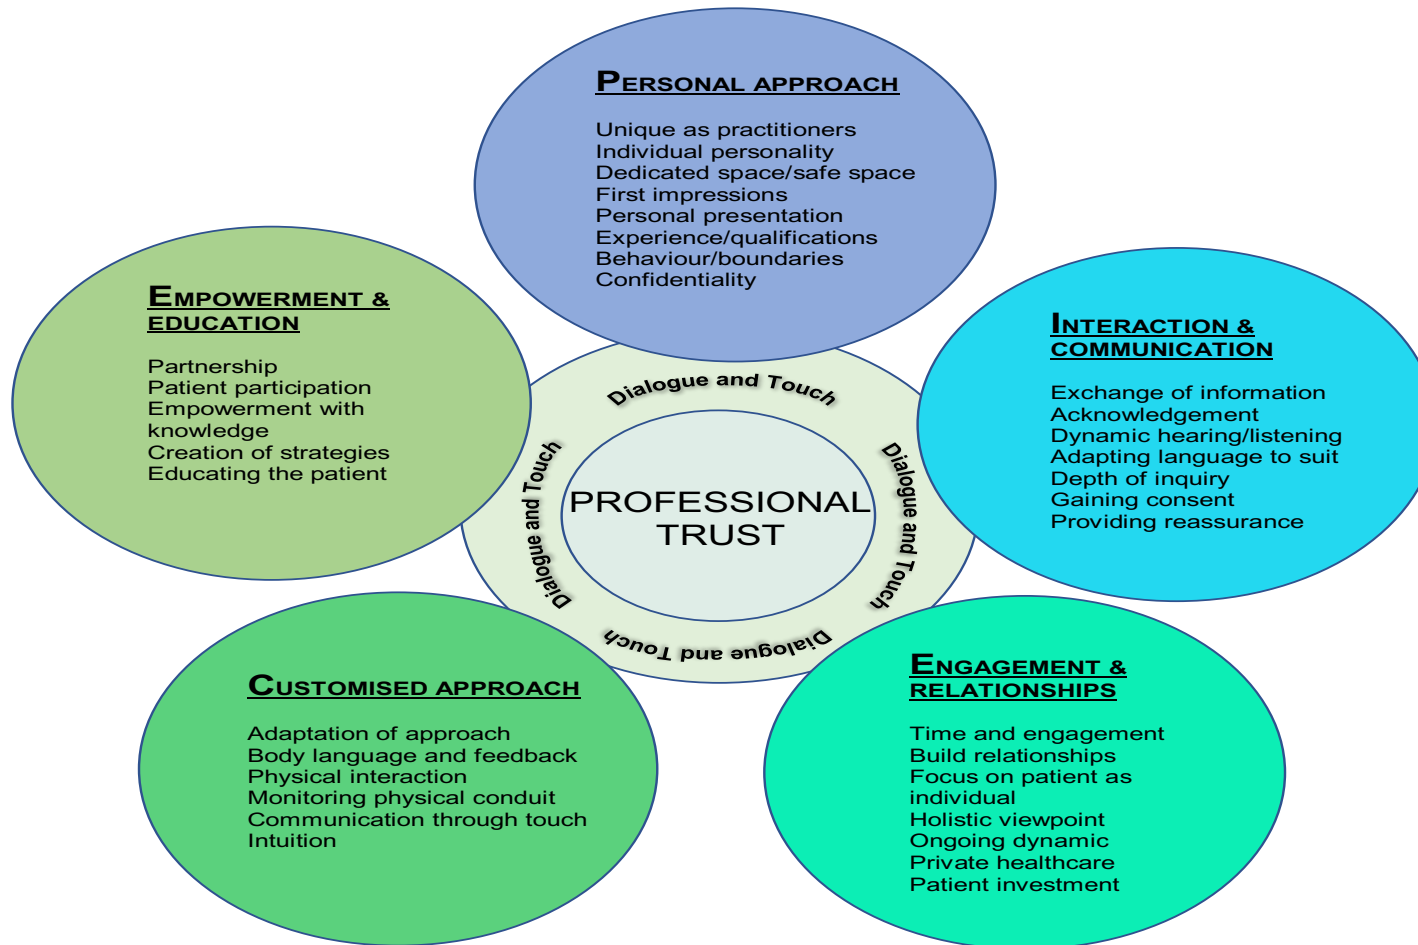 PERSONAL APPROACH
Unique as practitioners
Individual personality
Dedicated space/safe space
First impressions
Personal presentation
Experience/qualifications
Behaviour/boundaries
Confidentiality
EMPOWERMENT &
EDUCATION
Partnership
Patient participation
Empowerment with
knowledge
Creation of strategies
Educating the patient
INTERACTION &
COMMUNICATION
Exchange of information
Acknowledgement
Dynamic hearing/listening
Adapting language to suit
Depth of inquiry
Gaining consent
Providing reassurance
Dialogue and Touch
Dialogue and Touch
PROFESSIONAL
TRUST
Dialogue and Touch
Dialogue and Touch
CUSTOMISED APPROACH
Adaptation of approach
Body language and feedback
Physical interaction
Monitoring physical conduit
Communication through touch
Intuition
ENGAGEMENT &
RELATIONSHIPS
Time and engagement
Build relationships
Focus on patient as
individual
Holistic viewpoint
Ongoing dynamic
Private healthcare
Patient investment